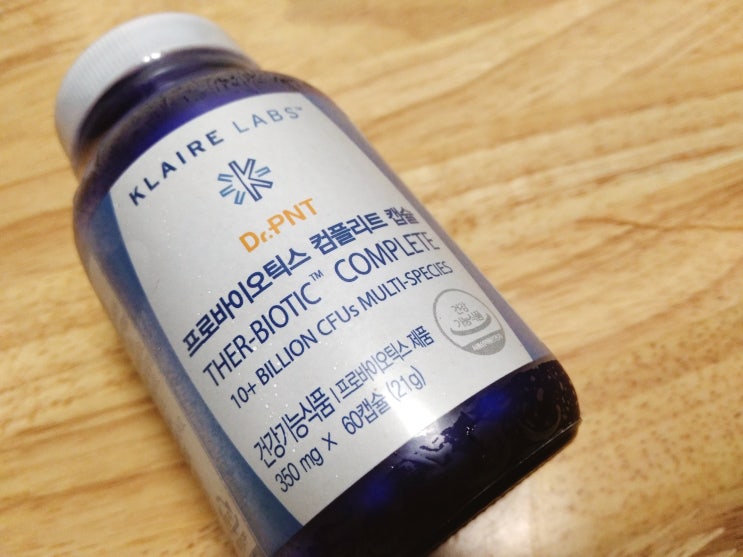 KLAIRE LABS™
Dr.PNT
프로바이오틱스 컴플리트 캡슐
THER-BIOTIC™ COMPLETE
10+ BILLION CFUs MULTI-SPECIES
건강
기능식품
건강기능식품 | 프로바이오틱스 제품
350 mg x 60캡슐 (21g)